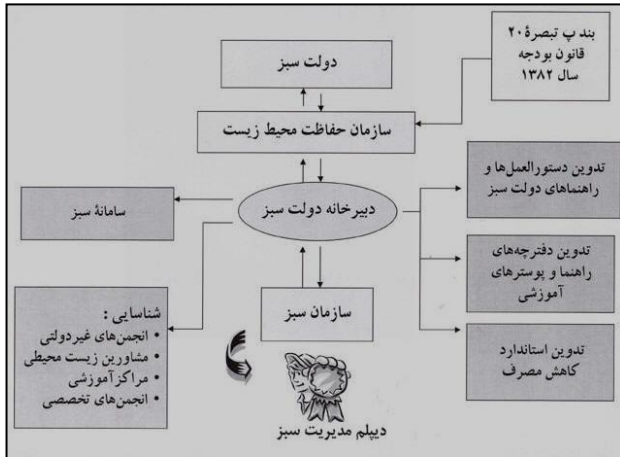 بند پ تبصرهٔ ۲۰
قانون بودجه
سال ۱۳۸۲
دولت سبز
سازمان حفاظت محیط زیست
تدوین دستورالعمل‌ها و
راهنماهای دولت سبز
سامانهٔ سبز
دبیرخانه دولت سبز
تدوین دفترچه‌های
راهنما و پوسترهای
آموزشی
سازمان سبز
شناسایی :
• انجمن‌های غیردولتی
• مشاورین زیست محیطی
• مراکزآموزشی
• انجمن‌های تخصصی
تدوین استاندارد
کاهش مصرف
دیپلم مدیریت سبز